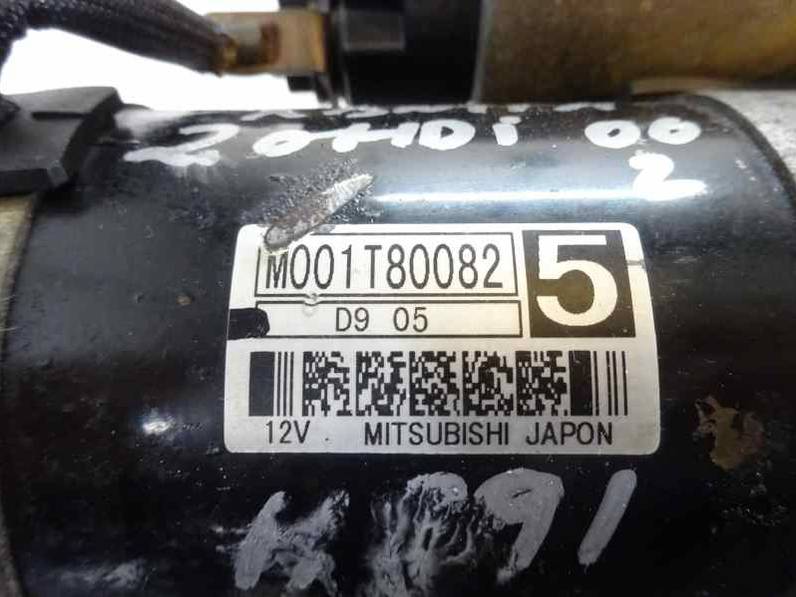 2.0HDi 00
2
M001T80082
5
D9 05
12V MITSUBISHI JAPON